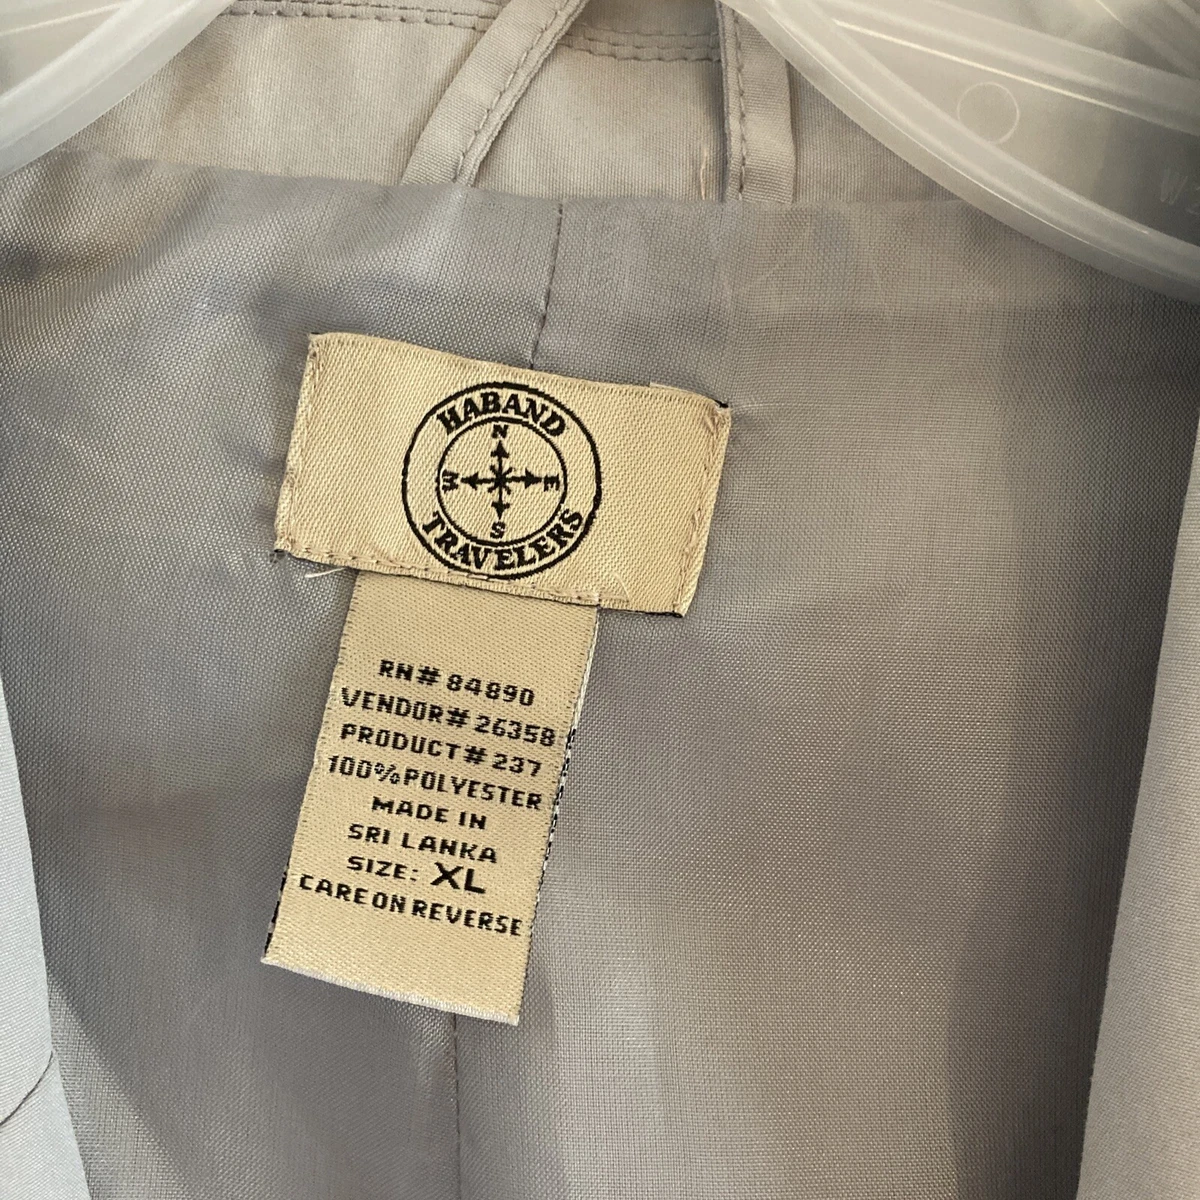 HABAND
N
W E
S
TRAVELERS
RN# 84890
VENDOR# 26358
PRODUCT# 237
100% POLYESTER
MADE IN
SRI LANKA
SIZE: XL
CARE ON REVERSE